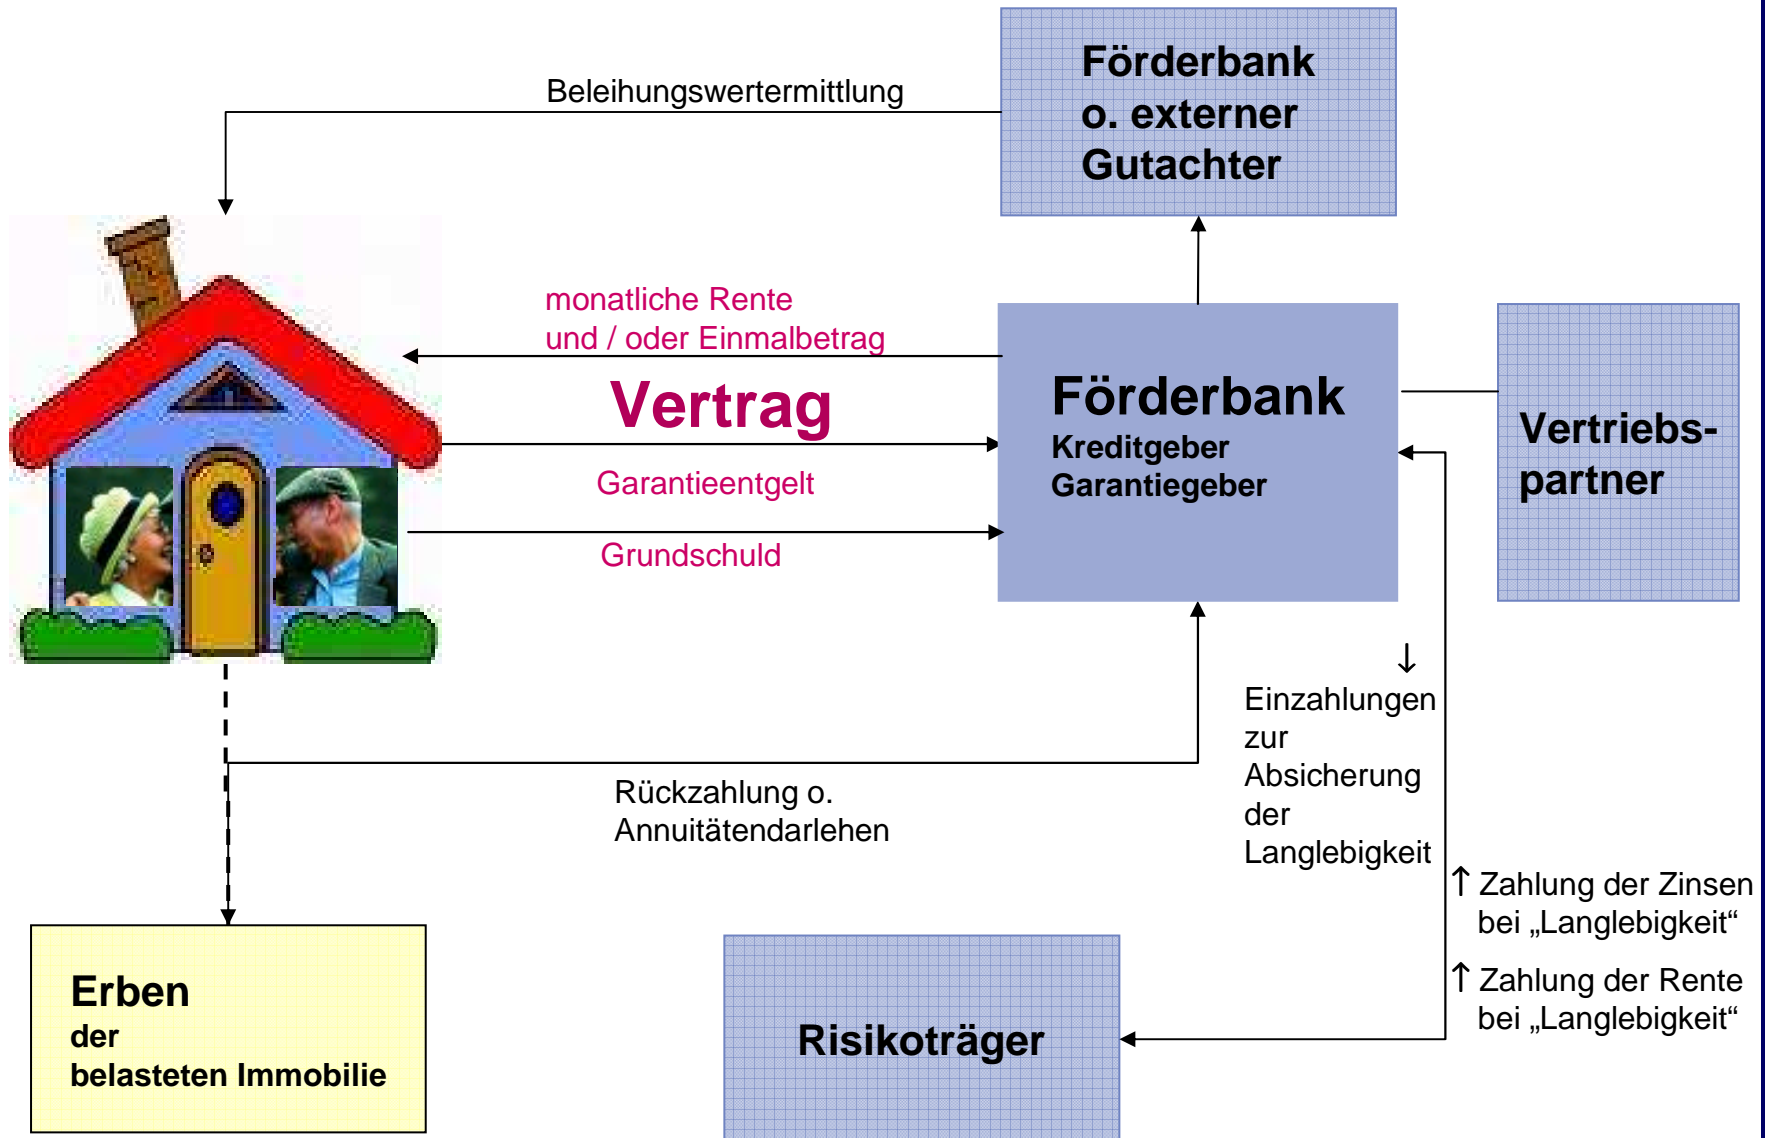 Förderbank
o. externer
Gutachter
Beleihungswertermittlung
monatliche Rente
und / oder Einmalbetrag
Vertrag
Garantieentgelt
Grundschuld
Förderbank
Kreditgeber
Garantiegeber
Vertriebs-
partner
↓
Einzahlungen
zur
Absicherung
der
Langlebigkeit
Rückzahlung o.
Annuitätendarlehen
↑ Zahlung der Zinsen
bei „Langlebigkeit“
↑ Zahlung der Rente
bei „Langlebigkeit“
Erben
der
belasteten Immobilie
Risikoträger